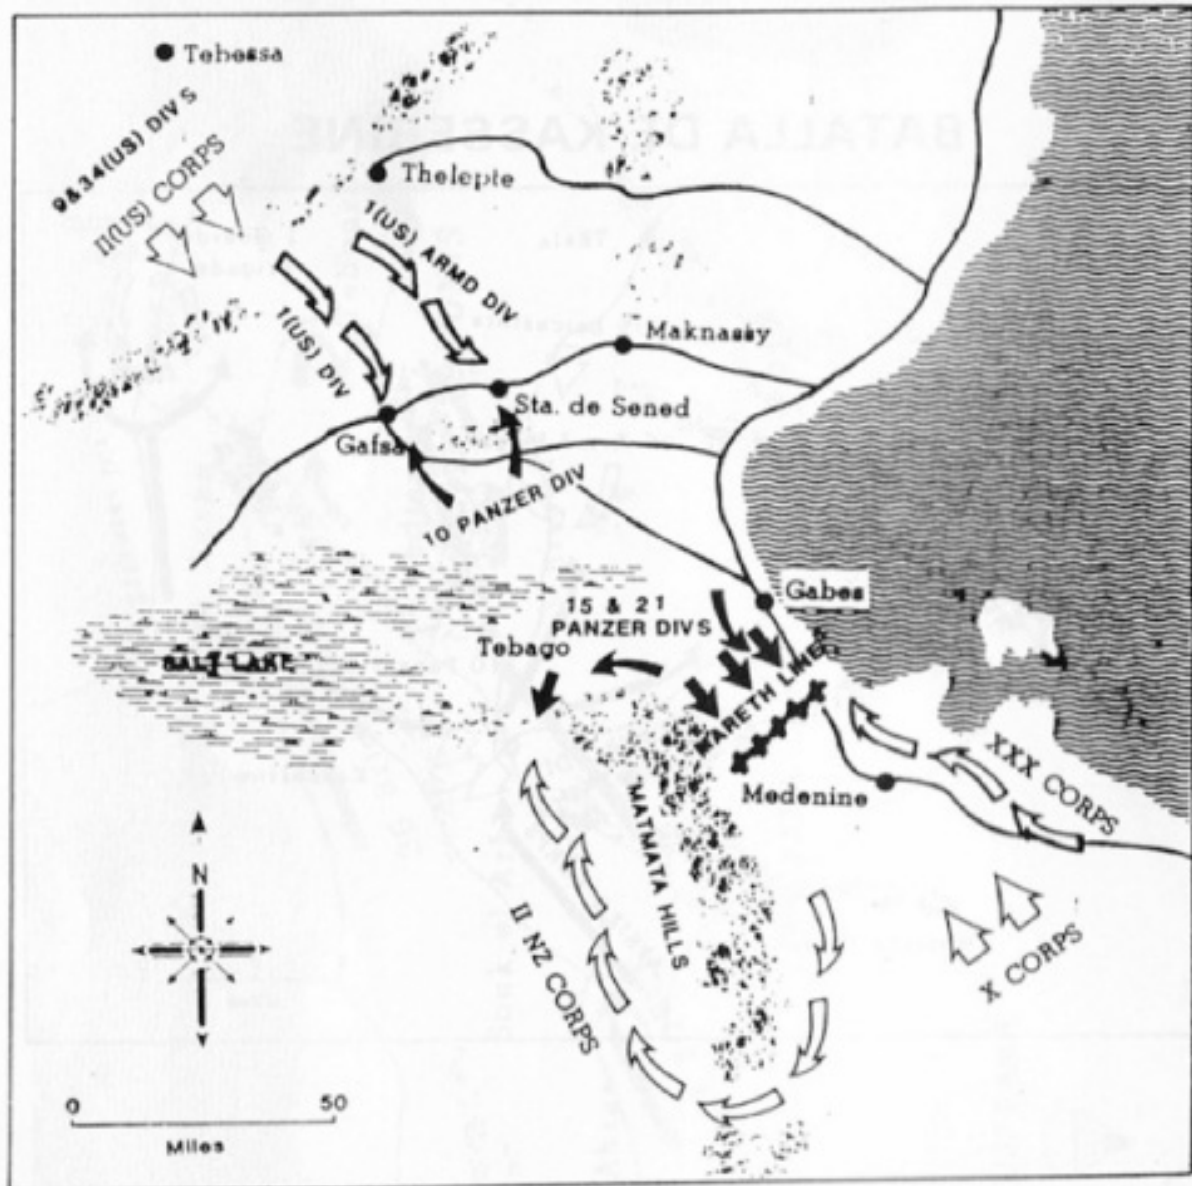 Tebessa
9&34(US) DIVS
II(US) CORPS
Thelepte
1(US) ARMD DIV
1(US) DIV
Maknassy
Sta. de Sened
Gafsa
10 PANZER DIV
15 & 21
PANZER DIVS
Gabes
Tebago
SALT LAKE
MARETH LINE
XXX CORPS
Medenine
MATMATA HILLS
II NZ CORPS
X CORPS
N
0 50
Miles